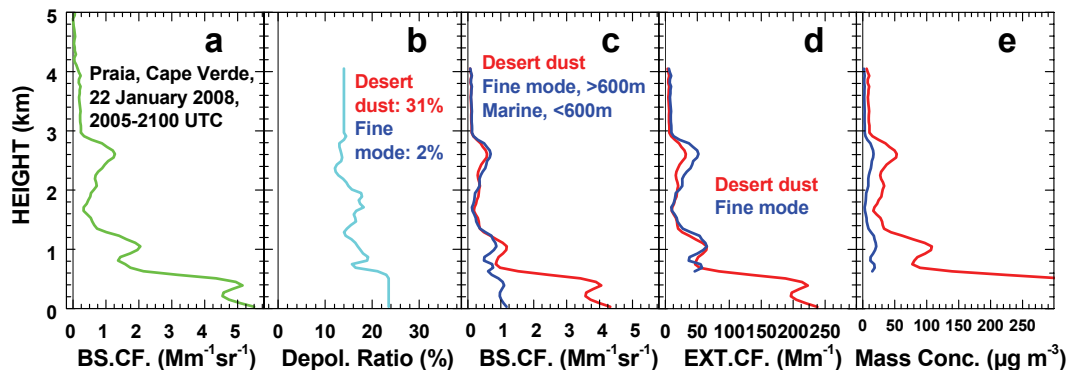 a
b
c
d
e
Praia, Cape Verde,
22 January 2008,
2005-2100 UTC
Desert
dust: 31%
Fine
mode: 2%
Desert dust
Fine mode, >600m
Marine, <600m
Desert dust
Fine mode
HEIGHT (km)
5
4
3
2
1
0
0 1 2 3 4 5
0 10 20 30
0 1 2 3 4 5
0 50 100 150 200 250
0 50 100 150 200 250
BS.CF. (Mm⁻¹sr⁻¹)
Depol. Ratio (%)
BS.CF. (Mm⁻¹sr⁻¹)
EXT.CF. (Mm⁻¹)
Mass Conc. (µg m⁻³)